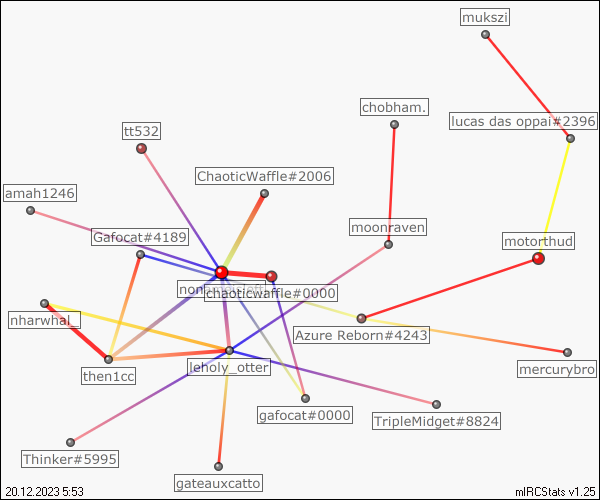 mukszi
chobham.
lucas das oppai#2396
tt532
ChaoticWaffle#2006
amah1246
Gafocat#4189
moonraven
motorthud
chaoticwaffle#0000
nharwhal_
Azure Reborn#4243
leholy_otter
mercurybro
then1cc
gafocat#0000
TripleMidget#8824
Thinker#5995
gateauxcatto
20.12.2023 5:53
mIRCStats v1.25